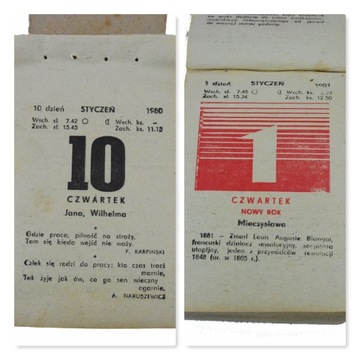 10 dzień STYCZEŃ 1980
Wsch. sł. 7.42 Wsch. ks. —
Zach. sł. 15.45 Zach. ks. 11.15
10
CZWARTEK
Jana, Wilhelma
Gdzie praca, pilność na straży,
Tam się bieda wejść nie waży.
F. KARPIŃSKI
Człek się rodzi do pracy; kto czas traci
marnie,
Tak żyje jak ów, co go sen wieczny
ogarnie.
A. NARUSZEWICZ
1 dzień STYCZEŃ 1981
Wsch. sł. 7.45 Wsch. ks.
Zach. sł. 15.34 Zach. ks. 12.50
1
CZWARTEK
NOWY ROK
Mieczysława
1881 – Zmarł Louis Auguste Blanqui,
francuski działacz rewolucyjny, socjalista
utopijny, jeden z przywódców rewolucji
1848 (ur. w 1805 r.).